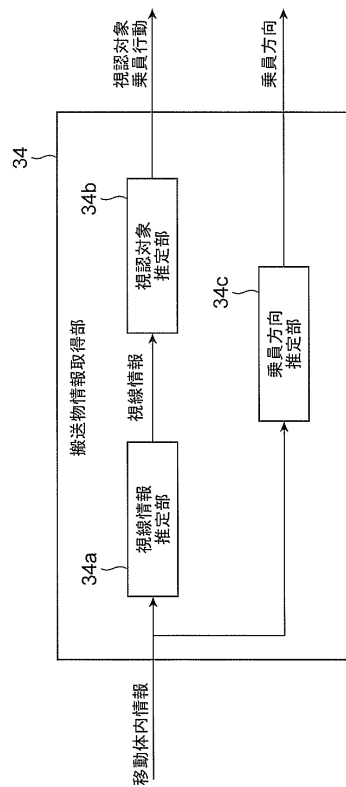 34
搬送物情報取得部
移動体内情報
34a
視線情報
推定部
視線情報
34b
視認対象
推定部
視認対象
乗員行動
34c
乗員方向
推定部
乗員方向